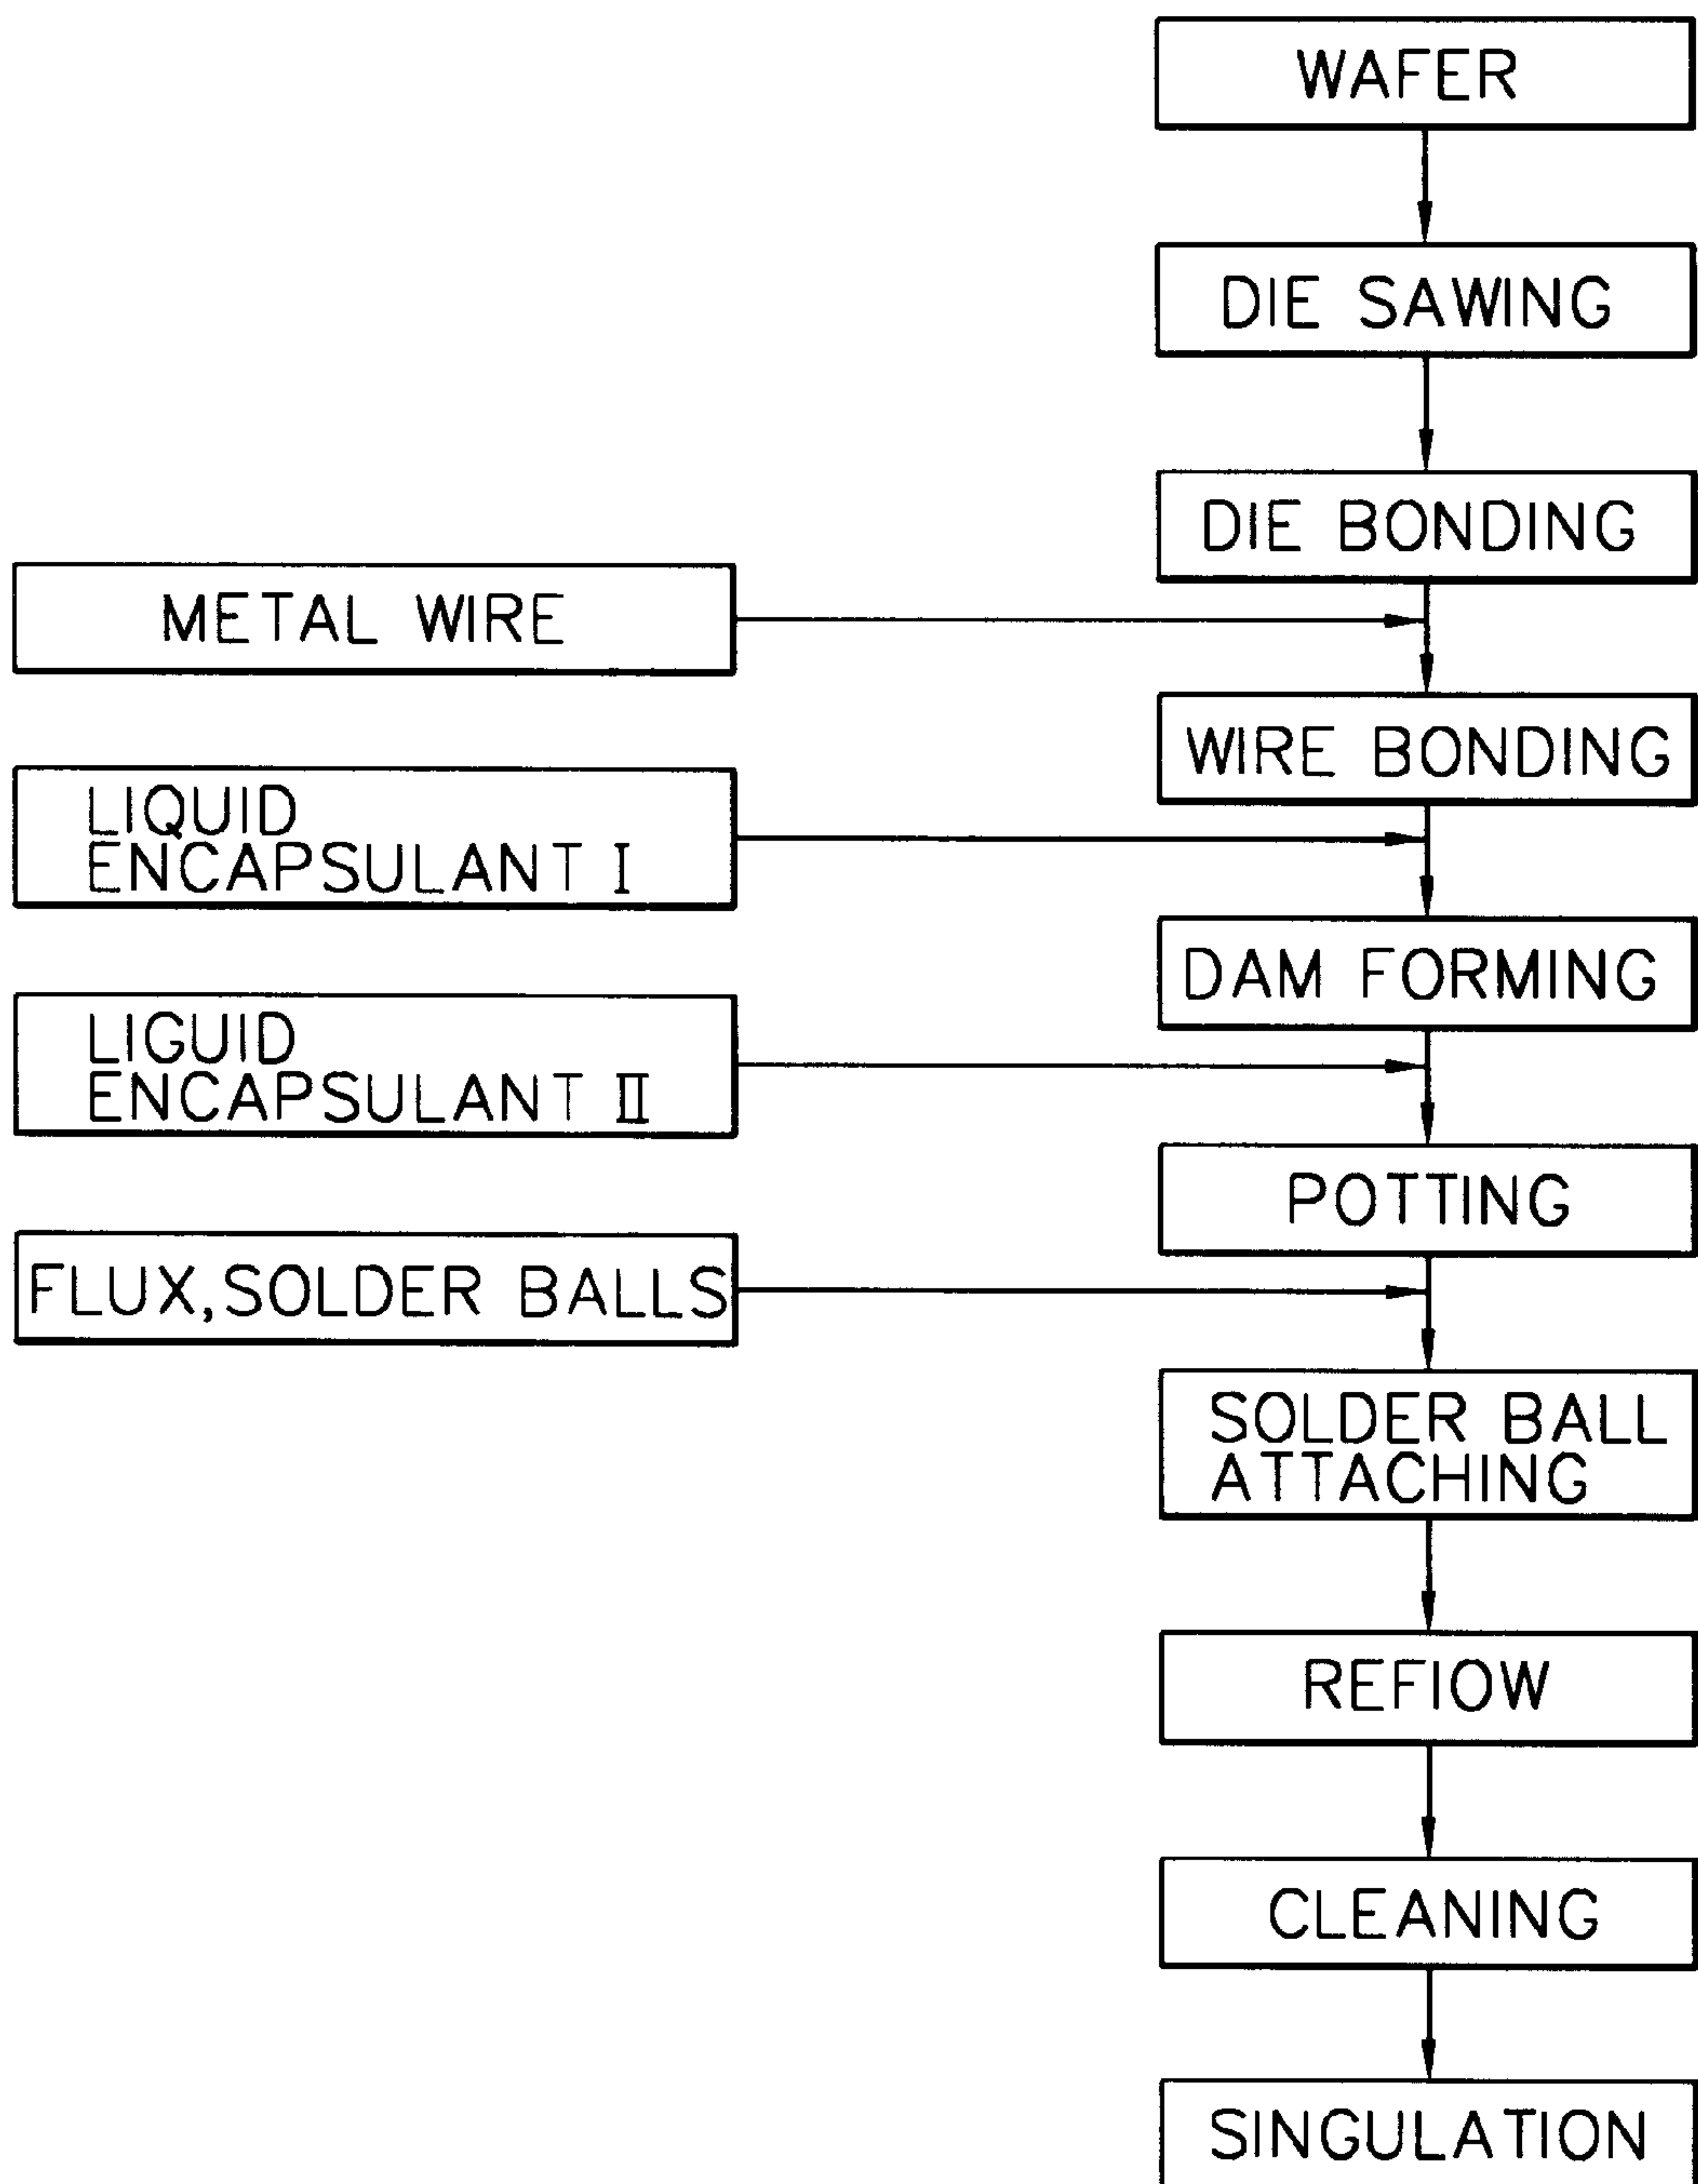 WAFER
DIE SAWING
DIE BONDING
METAL WIRE
WIRE BONDING
LIQUID
ENCAPSULANT I
DAM FORMING
LIGUID
ENCAPSULANT II
POTTING
FLUX,SOLDER BALLS
SOLDER BALL
ATTACHING
REFIOW
CLEANING
SINGULATION